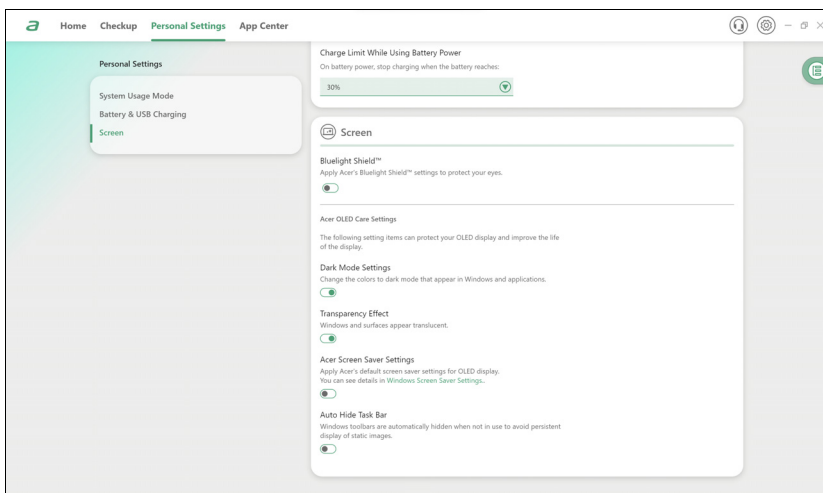 Home Checkup Personal Settings App Center
Personal Settings
System Usage Mode
Battery & USB Charging
Screen
Charge Limit While Using Battery Power
On battery power, stop charging when the battery reaches:
30%
Screen
Bluelight Shield™
Apply Acer's Bluelight Shield™ settings to protect your eyes.
Acer OLED Care Settings
The following setting items can protect your OLED display and improve the life
of the display.
Dark Mode Settings
Change the colors to dark mode that appear in Windows and applications.
Transparency Effect
Windows and surfaces appear translucent.
Acer Screen Saver Settings
Apply Acer's default screen saver settings for OLED display.
You can see details in Windows Screen Saver Settings..
Auto Hide Task Bar
Windows toolbars are automatically hidden when not in use to avoid persistent
display of static images.